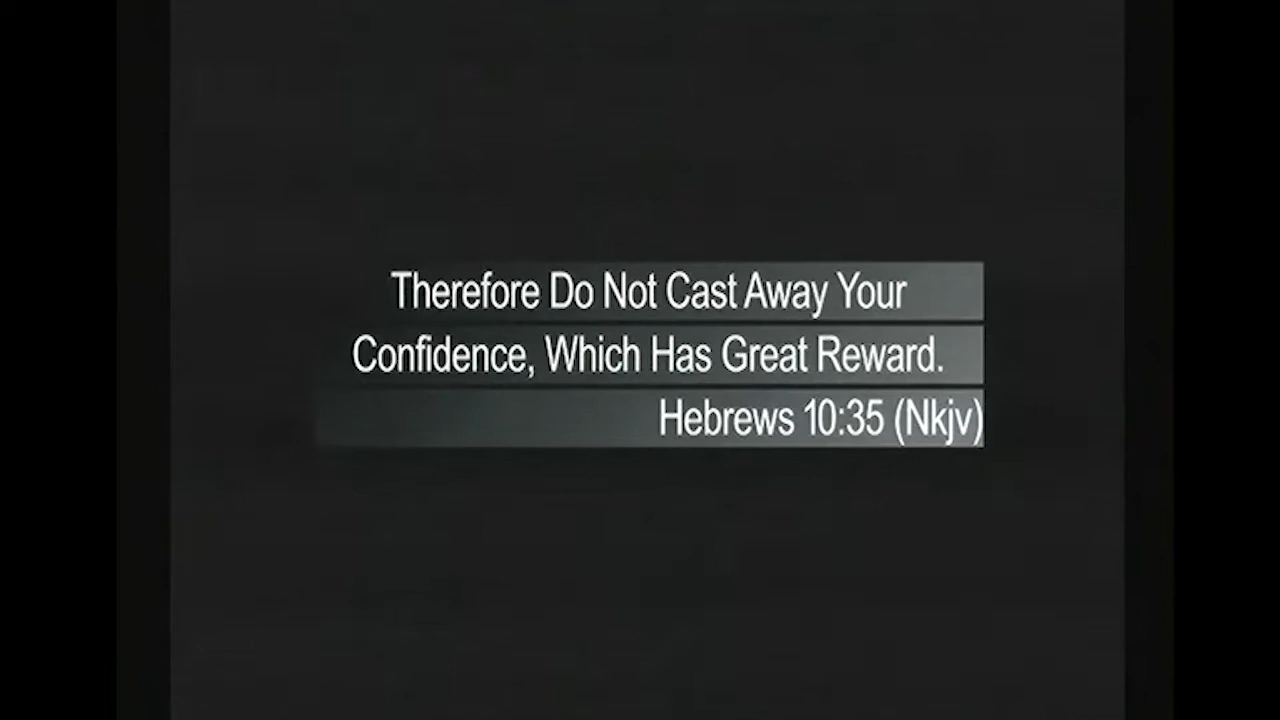 Therefore Do Not Cast Away Your
Confidence, Which Has Great Reward.
Hebrews 10:35 (Nkjv)